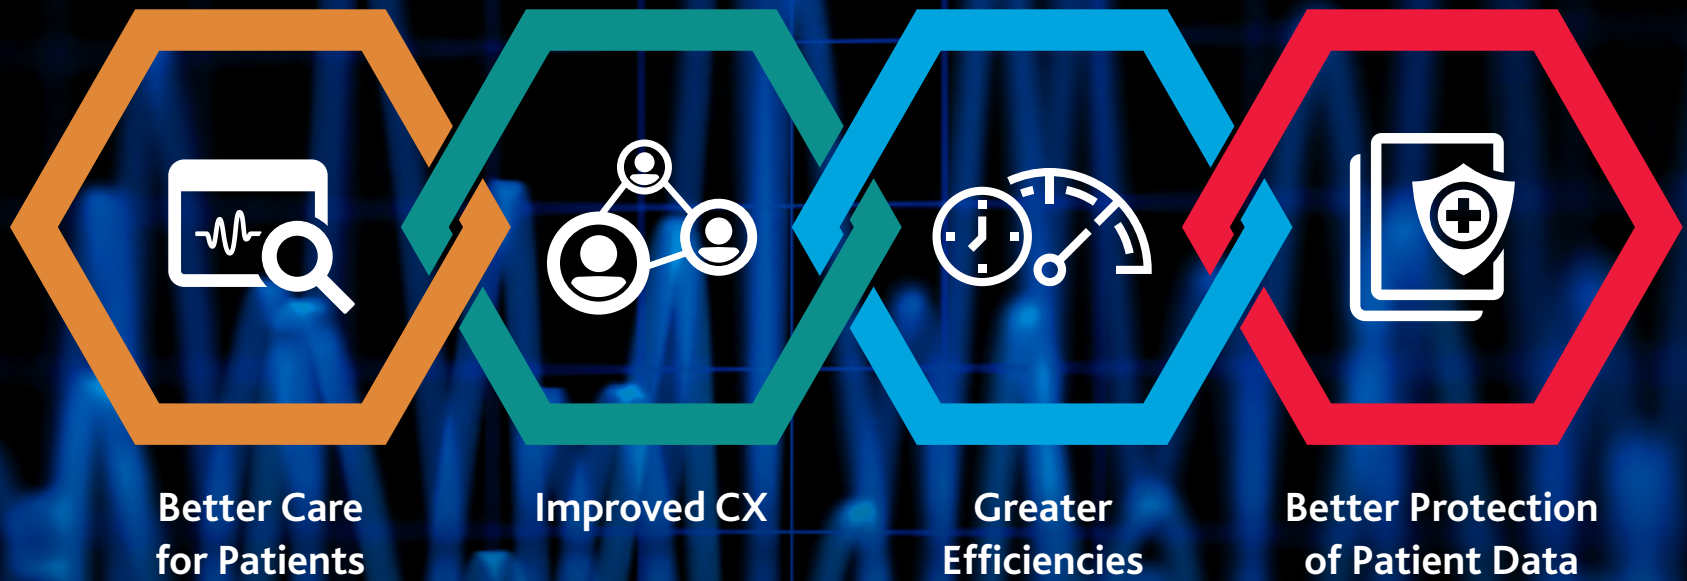 Better Care
for Patients
Improved CX
Greater
Efficiencies
Better Protection
of Patient Data